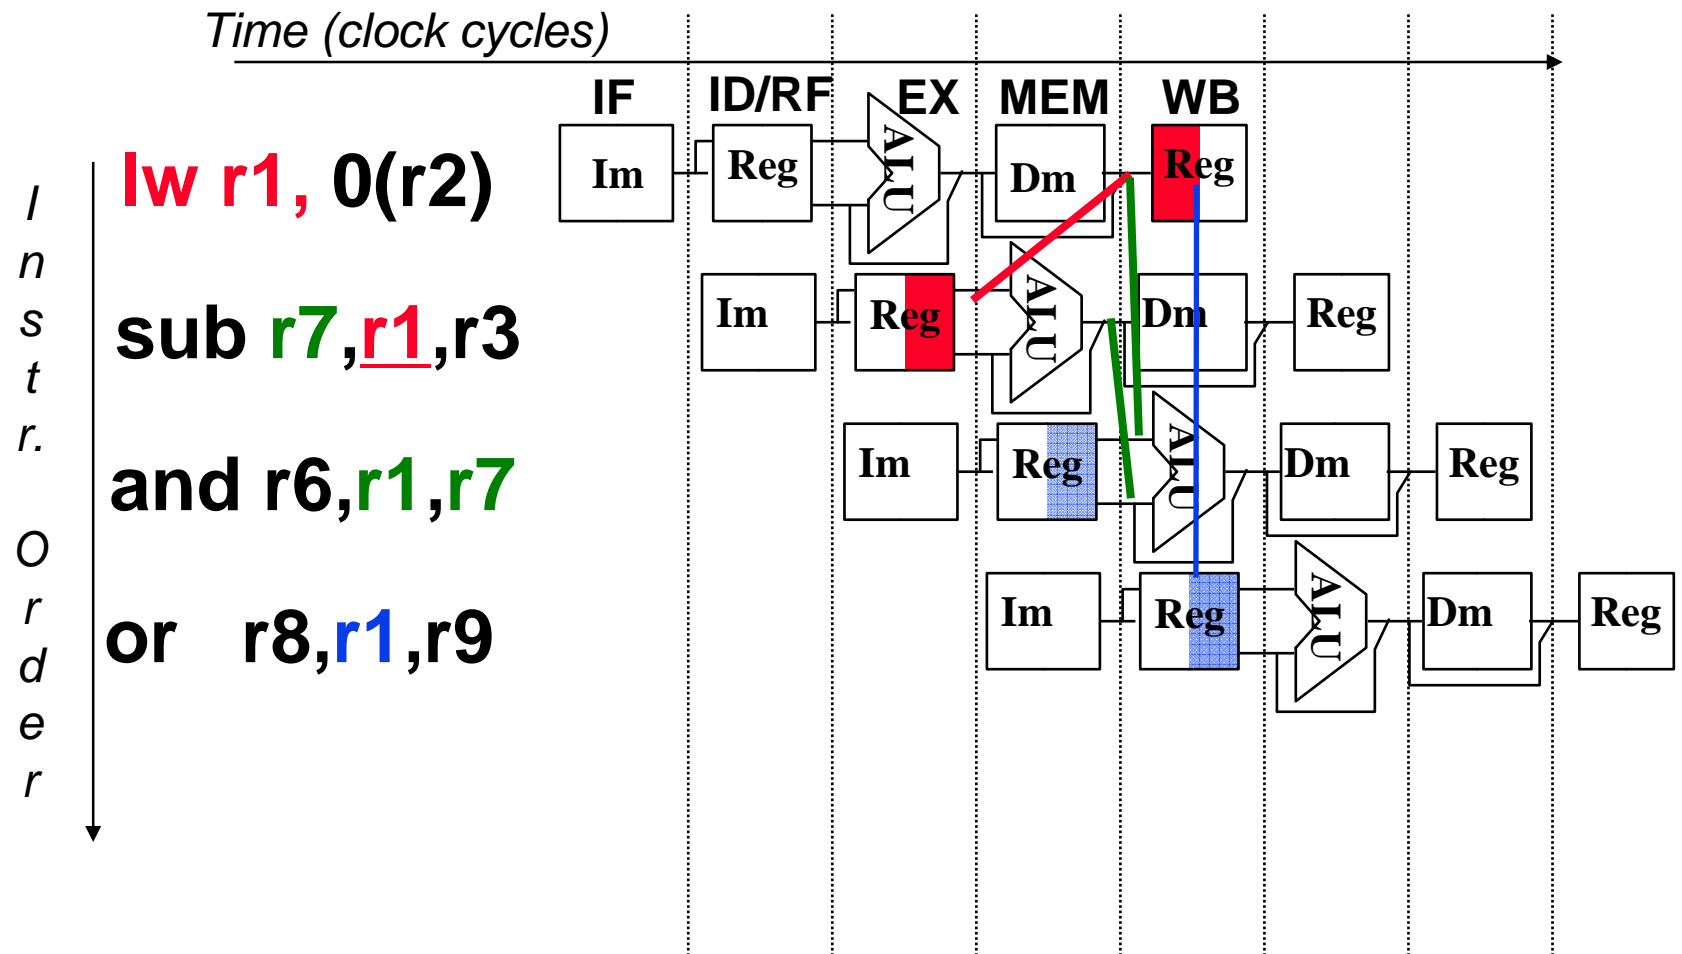 Time (clock cycles)
IF ID/RF EX MEM WB
Instr. Order
lw r1, 0(r2)
Im Reg ALU Dm Reg
sub r7,r1,r3
Im Reg ALU Dm Reg
and r6,r1,r7
Im Reg ALU Dm Reg
or r8,r1,r9
Im Reg ALU Dm Reg